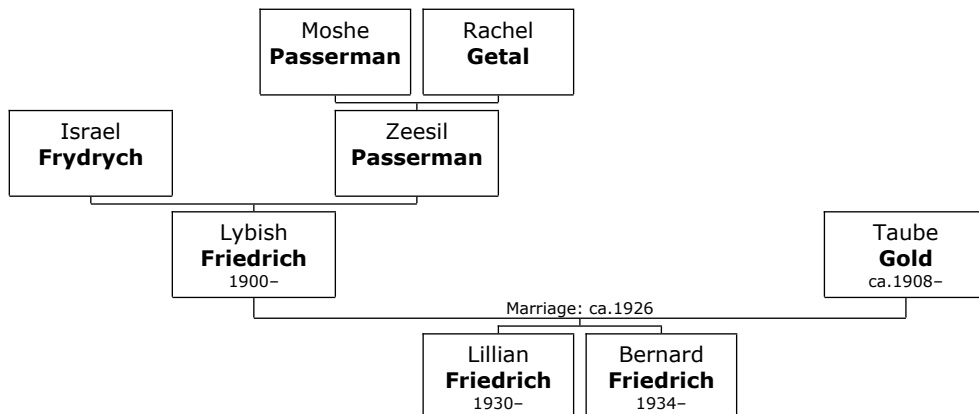 Moshe
Passerman
Rachel
Getal
Israel
Frydrych
Zeesil
Passerman
Lybish
Friedrich
1900–
Taube
Gold
ca.1908–
Marriage: ca.1926
Lillian
Friedrich
1930–
Bernard
Friedrich
1934–